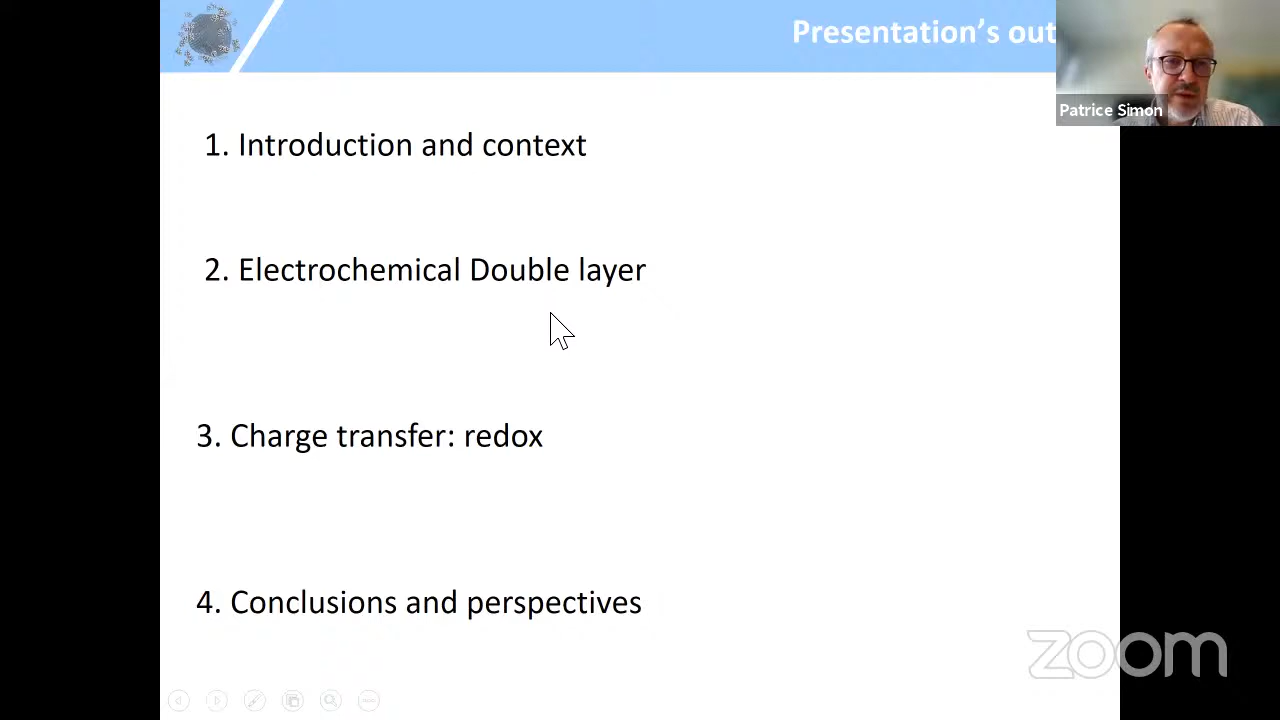 Presentation's out
Patrice Simon
1. Introduction and context
2. Electrochemical Double layer
3. Charge transfer: redox
4. Conclusions and perspectives
zoom